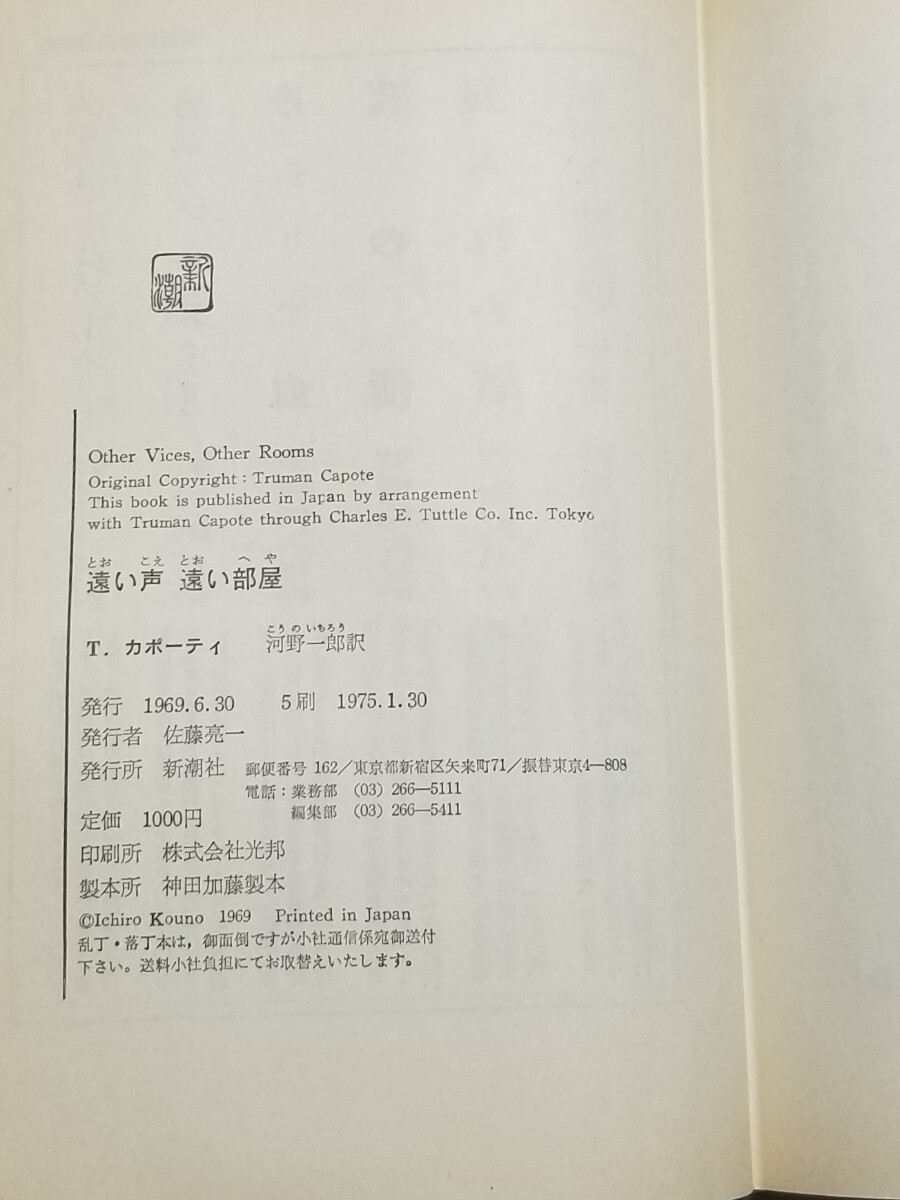 新潮
Other Vices, Other Rooms
Original Copyright : Truman Capote
This book is published in Japan by arrangement
with Truman Capote through Charles E. Tuttle Co. Inc. Tokyo
とお こえ とお へ や
遠い声 遠い部屋
こう の いちろう
T. カポーティ 河野一郎訳
発行 1969.6.30 5刷 1975.1.30
発行者 佐藤亮一
発行所 新潮社 郵便番号 162／東京都新宿区矢来町71／振替東京4—808
電話：業務部 (03) 266—5111
編集部 (03) 266—5411
定価 1000円
印刷所 株式会社光邦
製本所 神田加藤製本
©Ichiro Kouno 1969 Printed in Japan
乱丁・落丁本は，御面倒ですが小社通信係宛御送付
下さい。送料小社負担にてお取替えいたします。